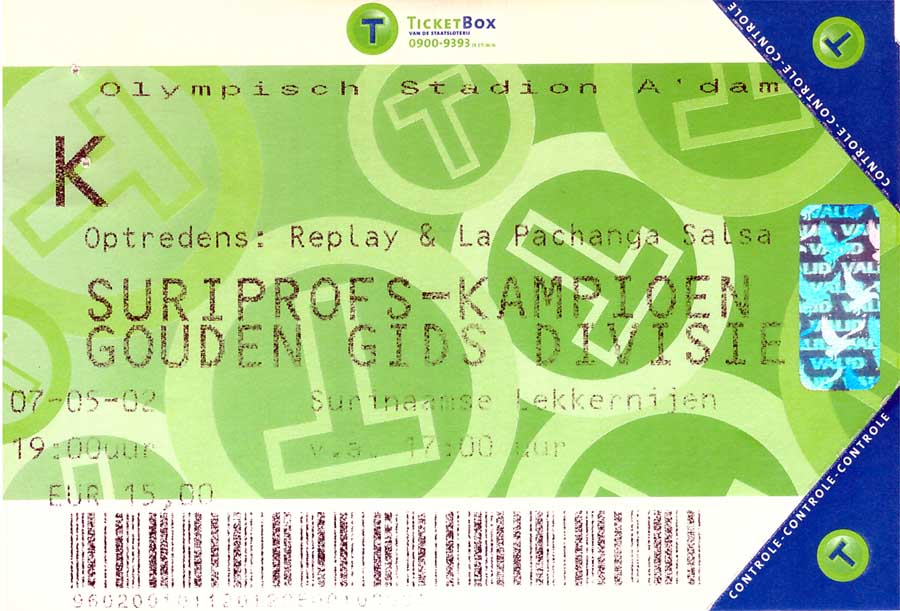 TICKETBOX
VAN DE STAATSLOTERIJ
0900-9393
Olympisch Stadion A'dam
K
Optredens: Replay & La Pachanga Salsa
SURIPROFS-KAMPIOEN
GOUDEN GIDS DIVISIE
07-05-02 Surinaamse Lekkernijen
19:00uur v.a. 17:00 uur
EUR 15,00
CONTROLE-CONTROLE-CONTROLE
VALID
CONTROLE-CONTROLE-CONTROLE